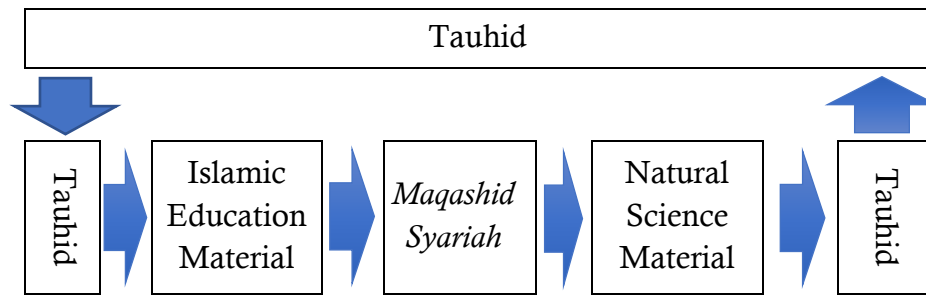 Tauhid
Tauhid
Islamic
Education
Material
Maqashid
Syariah
Natural
Science
Material
Tauhid